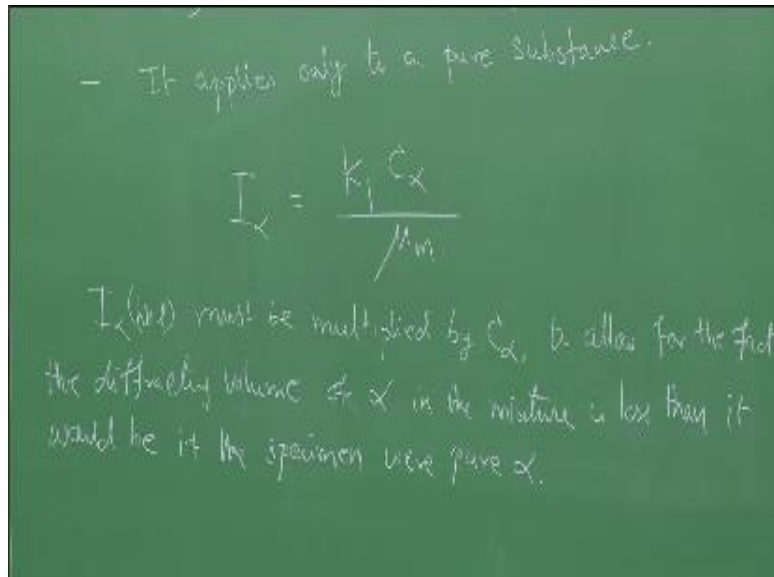 - It applies only to a pure substance.
I_α = K_1 C_α / μ_m
I_α(hkl) must be multiplied by C_α, to allow for the fact
the diffracting volume of α in the mixture is less than it
would be if the specimen were pure α.